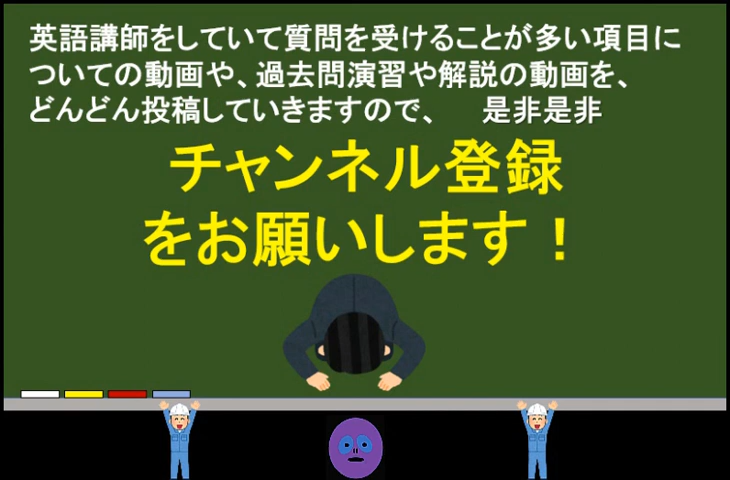 英語講師をしていて質問を受けることが多い項目に
ついての動画や、過去問演習や解説の動画を、
どんどん投稿していきますので、　是非是非
チャンネル登録
をお願いします！